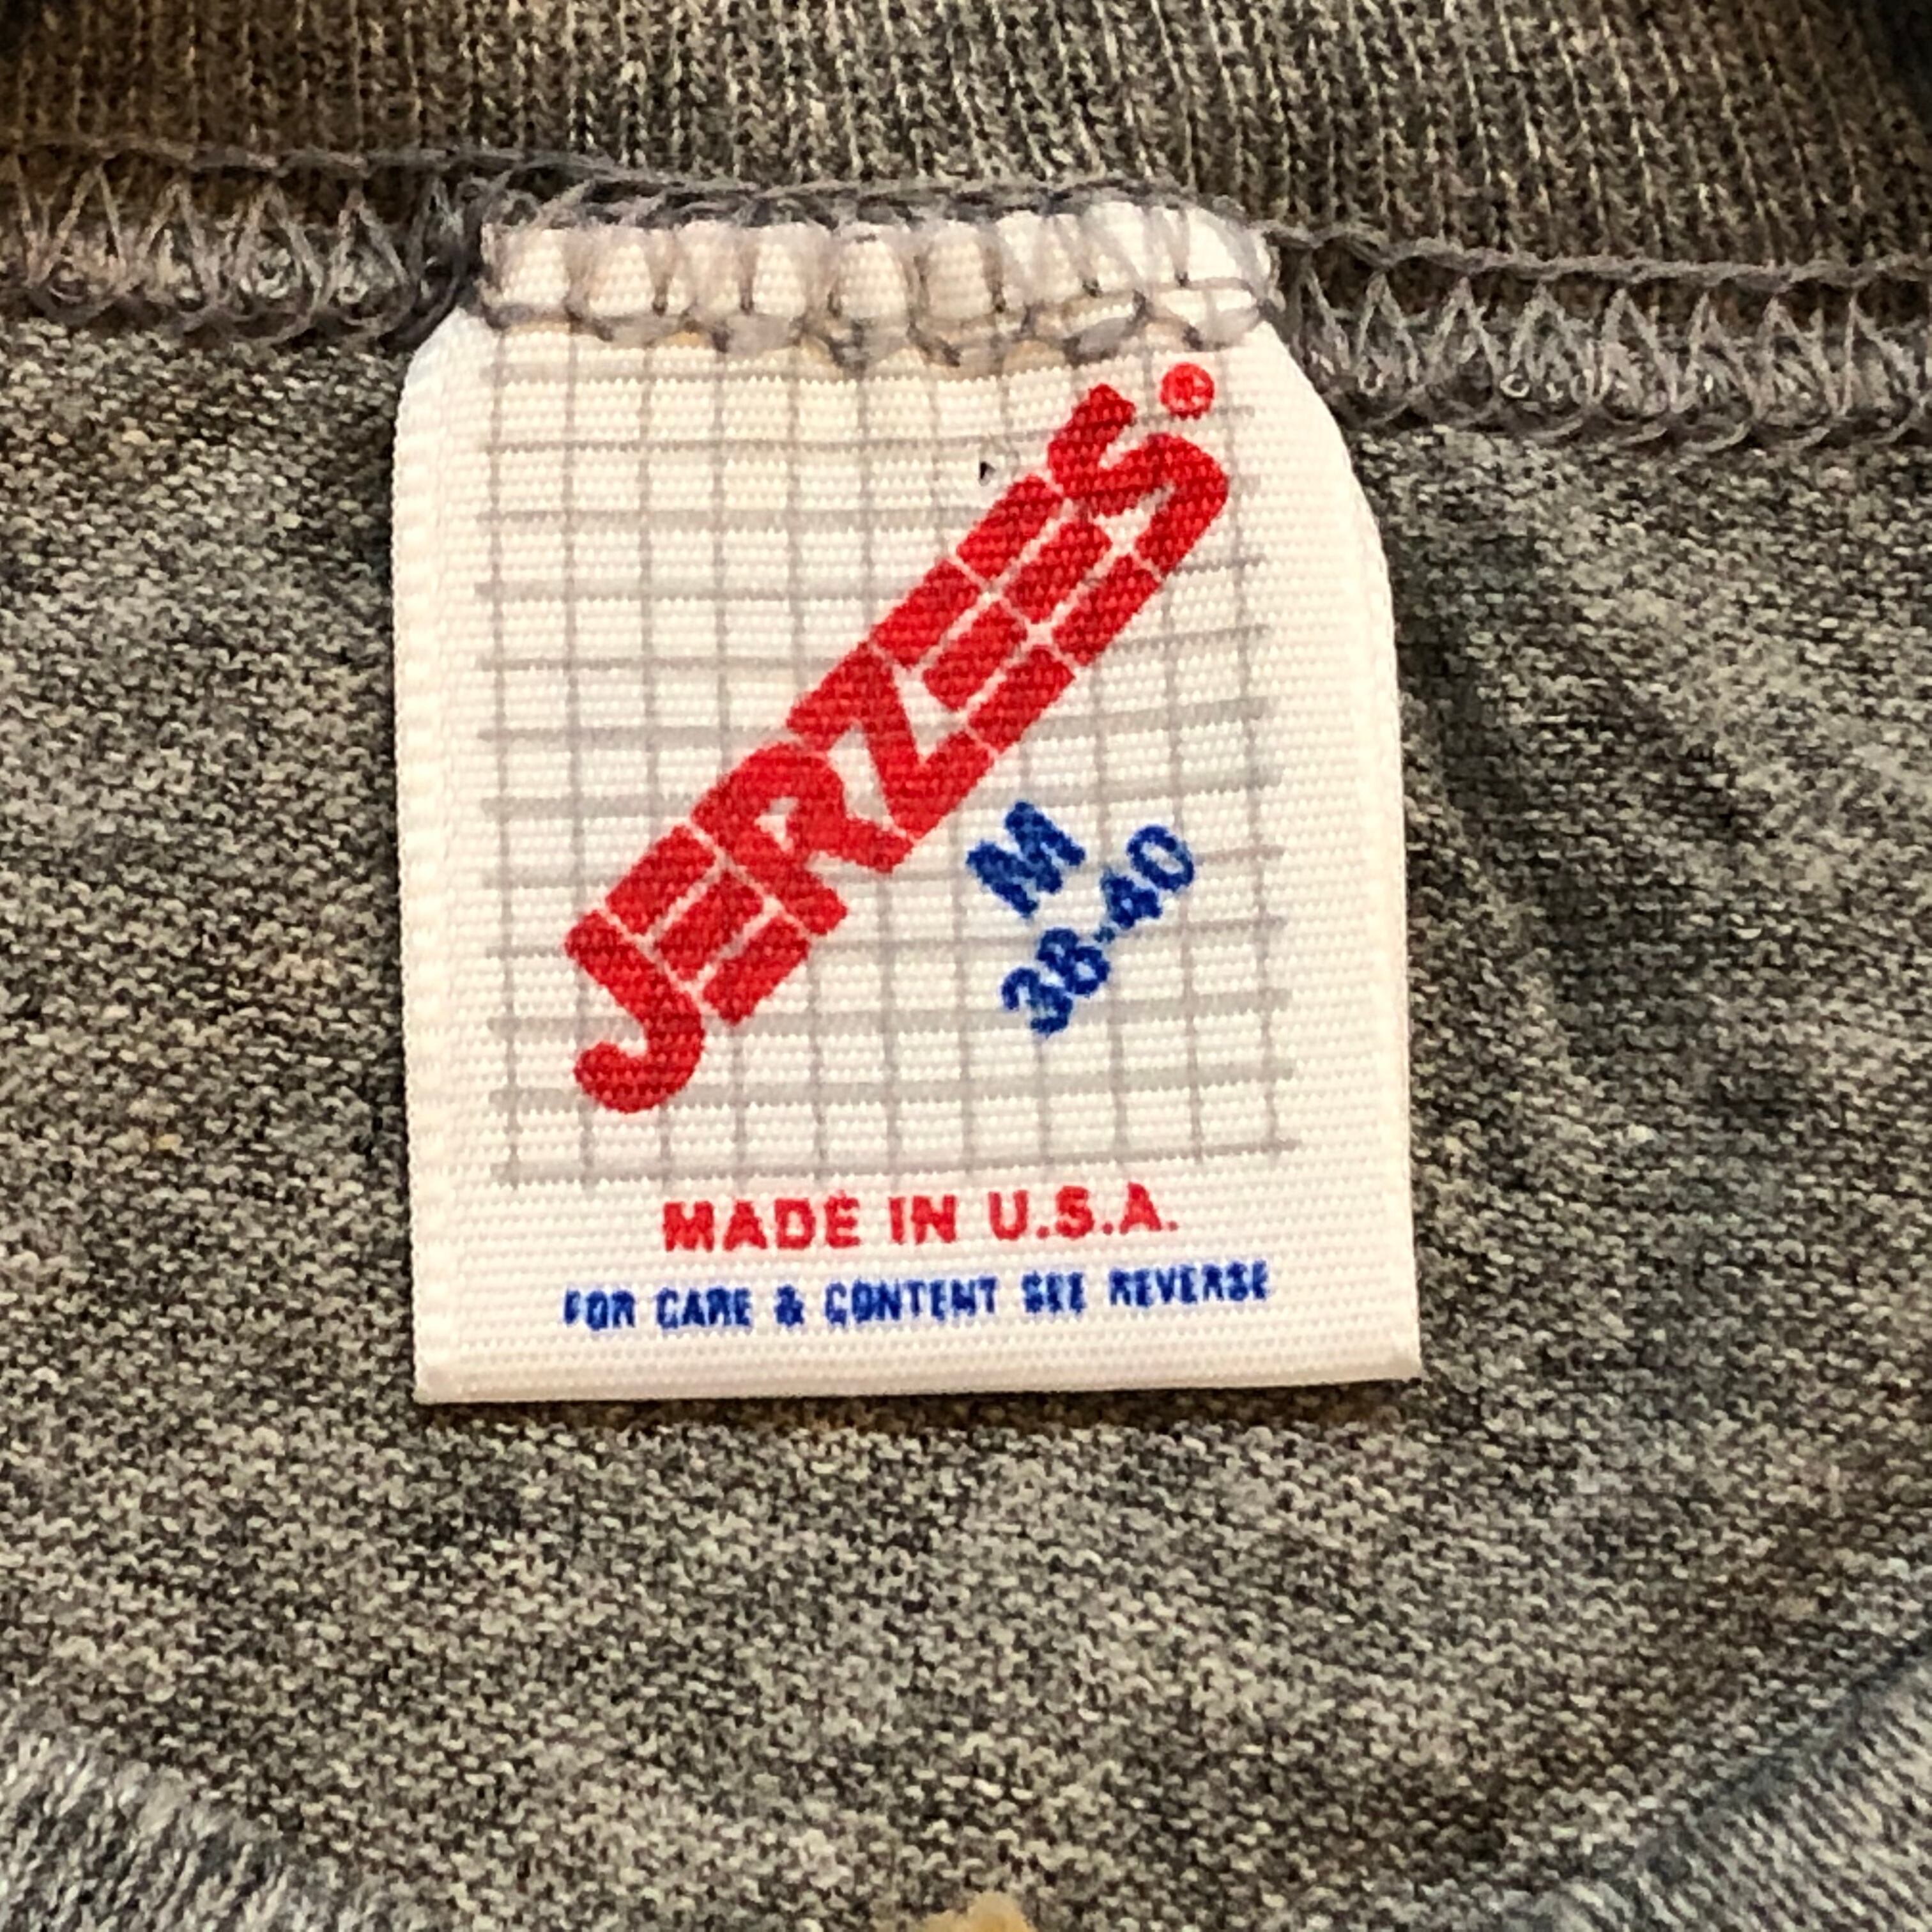 JERZEES®
M
38-40
MADE IN U.S.A.
FOR CARE & CONTENT SEE REVERSE